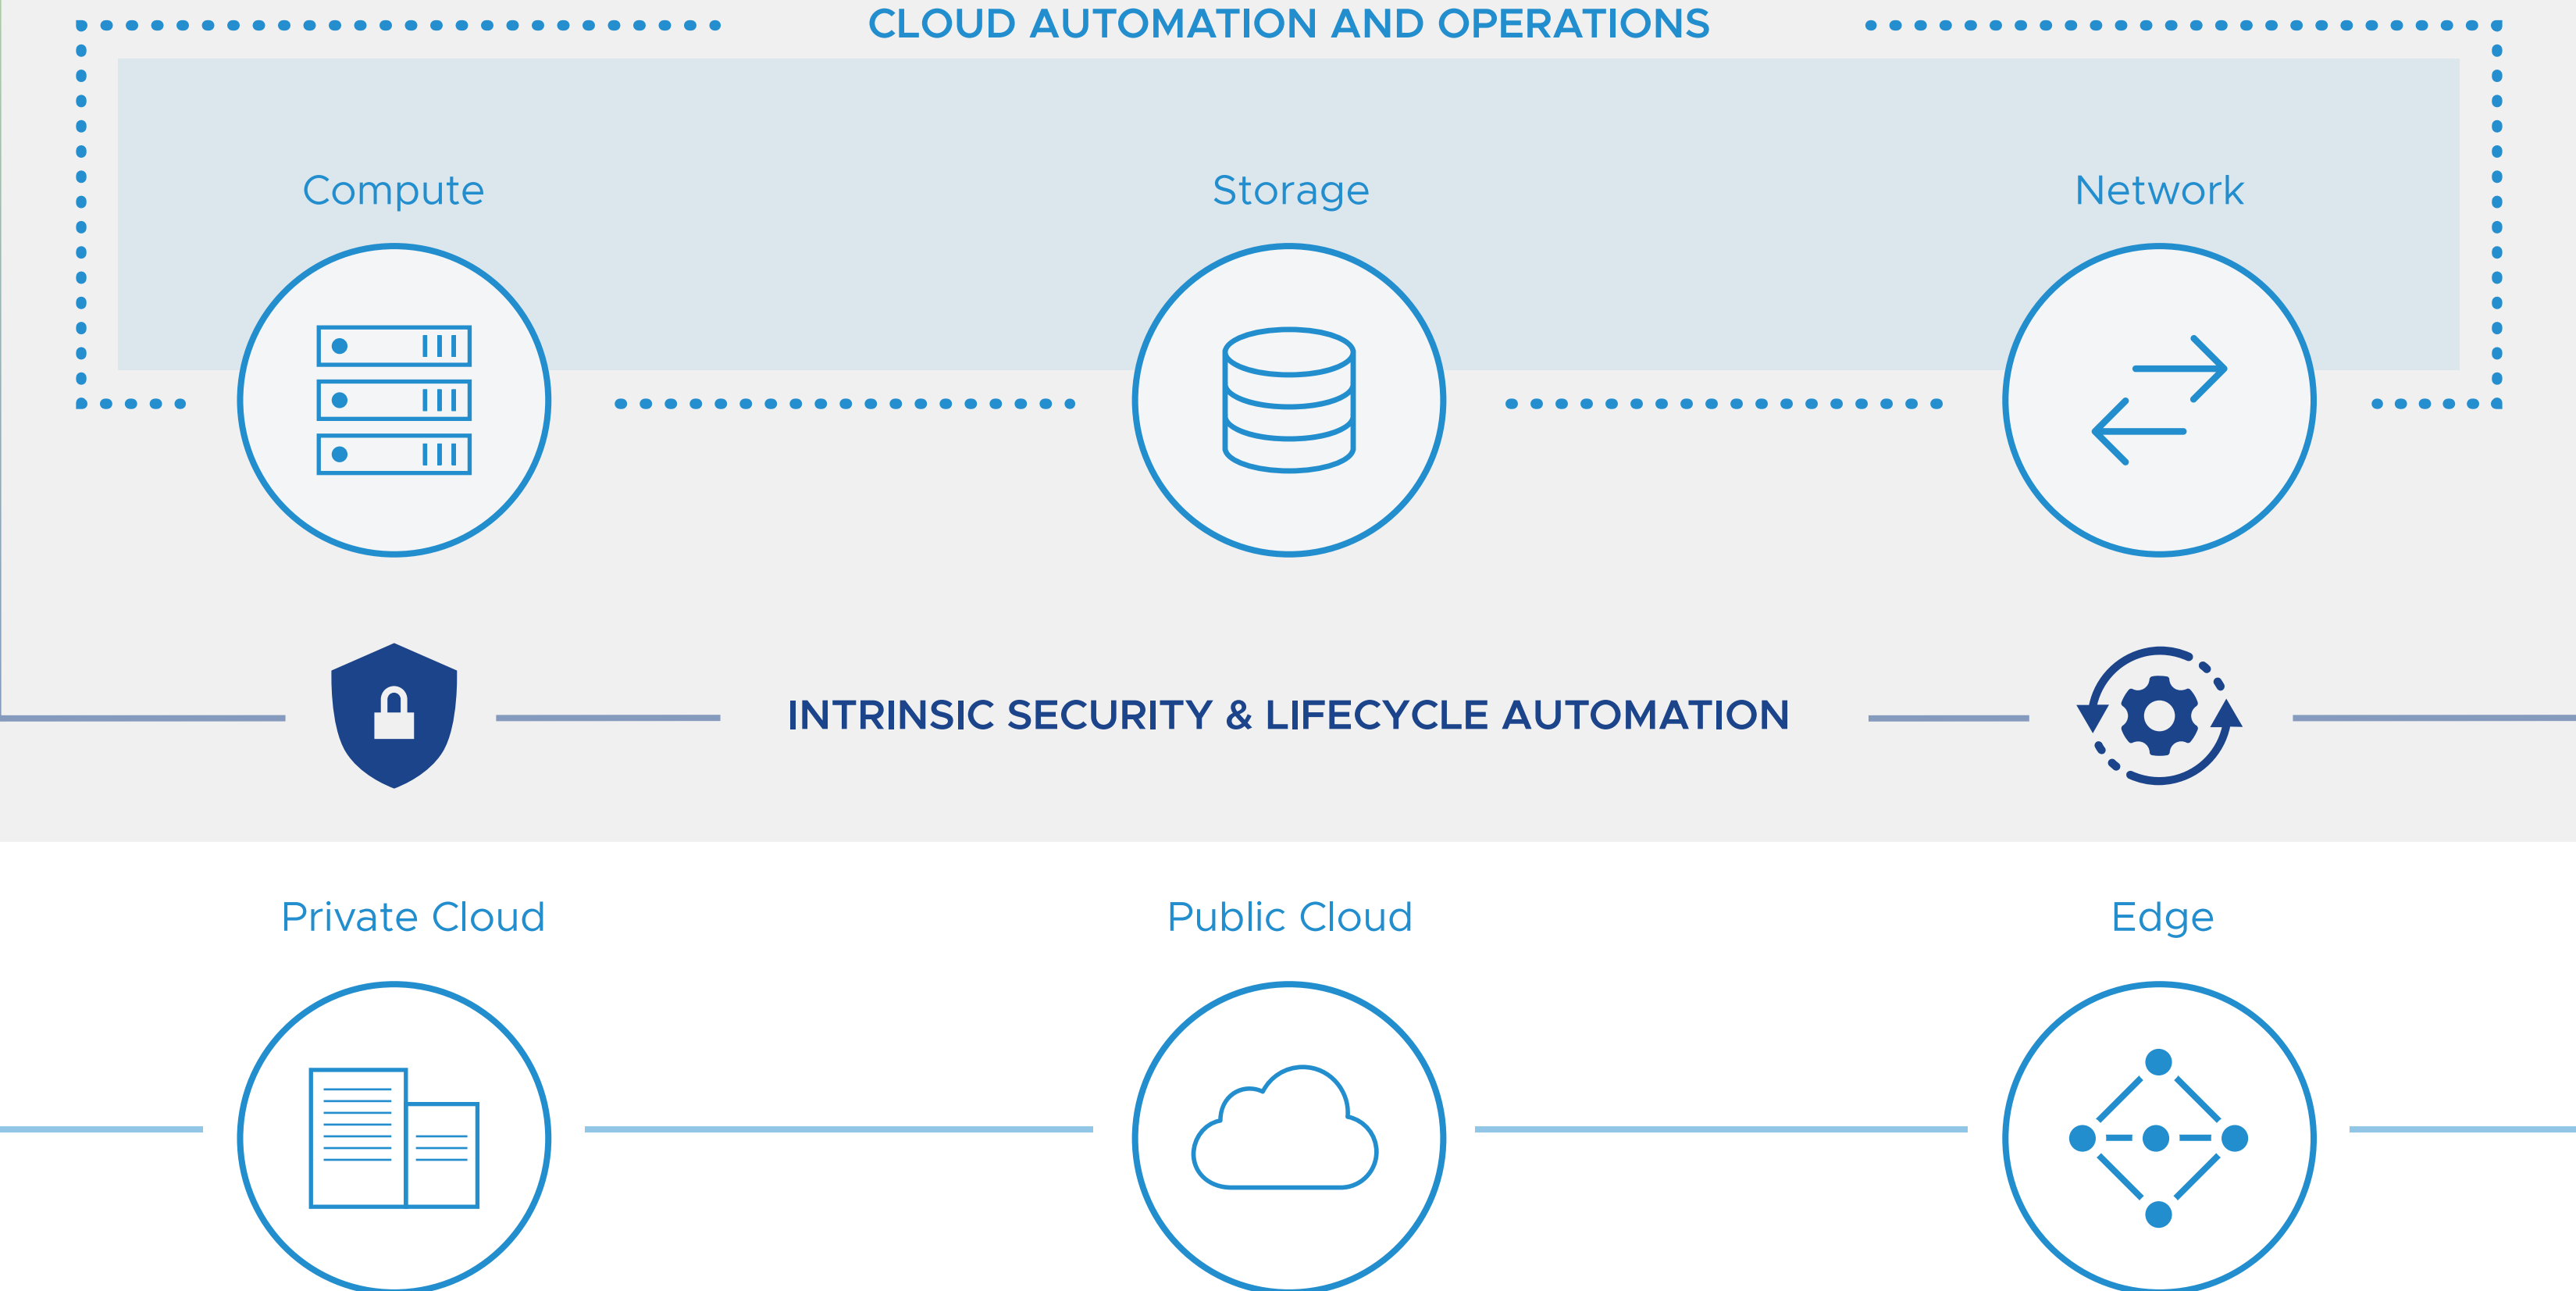 CLOUD AUTOMATION AND OPERATIONS
Compute
Storage
Network
INTRINSIC SECURITY & LIFECYCLE AUTOMATION
Private Cloud
Public Cloud
Edge